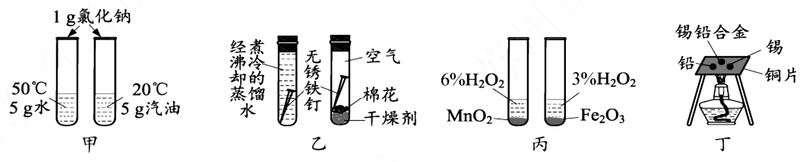 1 g氯化钠
50℃
5 g水
20℃
5 g汽油
甲
经煮沸冷却的蒸馏水
无锈铁钉
空气
棉花
干燥剂
乙
6%H₂O₂
3%H₂O₂
MnO₂
Fe₂O₃
丙
锡铅合金
铅
锡
铜片
丁